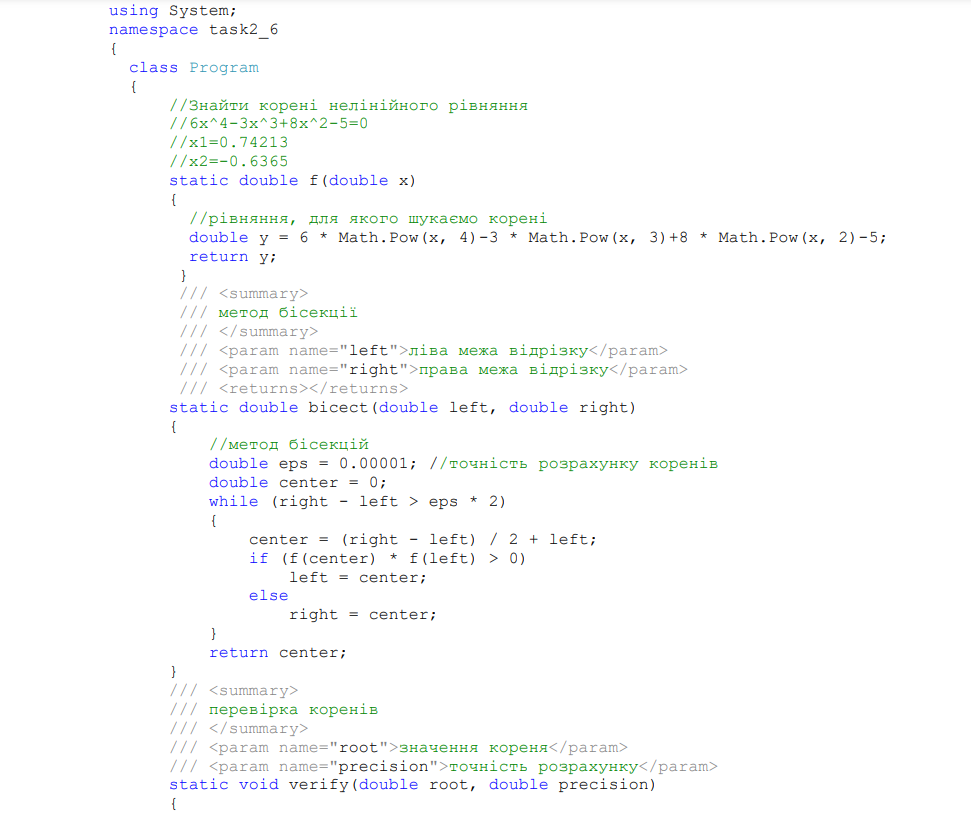 using System;
namespace task2_6
{
class Program
{
//Знайти корені нелінійного рівняння
//6x^4-3x^3+8x^2-5=0
//x1=0.74213
//x2=-0.6365
static double f(double x)
{
//рівняння, для якого шукаємо корені
double y = 6 * Math.Pow(x, 4)-3 * Math.Pow(x, 3)+8 * Math.Pow(x, 2)-5;
return y;
}
/// <summary>
/// метод бісекції
/// </summary>
/// <param name="left">ліва межа відрізку</param>
/// <param name="right">права межа відрізку</param>
/// <returns></returns>
static double bicect(double left, double right)
{
//метод бісекцій
double eps = 0.00001; //точність розрахунку коренів
double center = 0;
while (right - left > eps * 2)
{
center = (right - left) / 2 + left;
if (f(center) * f(left) > 0)
left = center;
else
right = center;
}
return center;
}
/// <summary>
/// перевірка коренів
/// </summary>
/// <param name="root">значення кореня</param>
/// <param name="precision">точність розрахунку</param>
static void verify(double root, double precision)
{